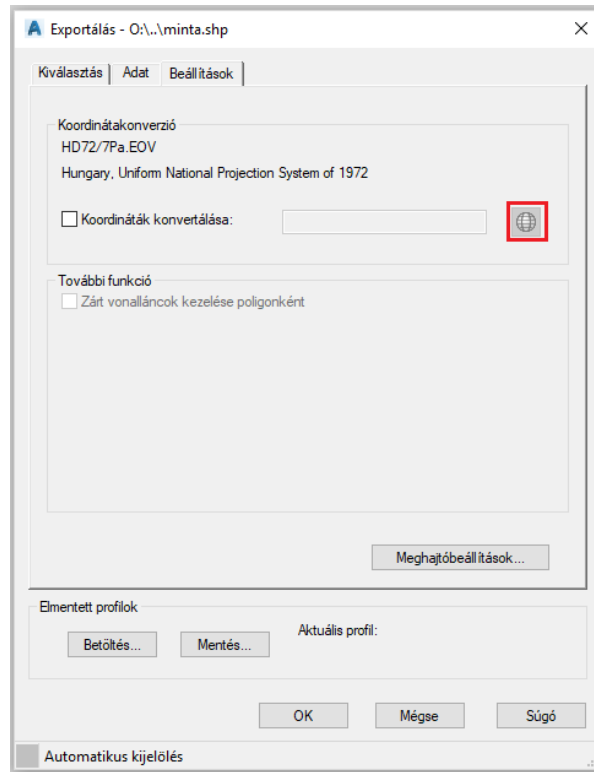 Exportálás - O:\..\minta.shp
Kiválasztás Adat Beállítások
Koordinátakonverzió
HD72/7Pa.EOV
Hungary, Uniform National Projection System of 1972
Koordináták konvertálása:
További funkció
Zárt vonalláncok kezelése poligonként
Meghajtóbeállítások...
Elmentett profilok
Betöltés... Mentés... Aktuális profil:
OK Mégse Súgó
Automatikus kijelölés